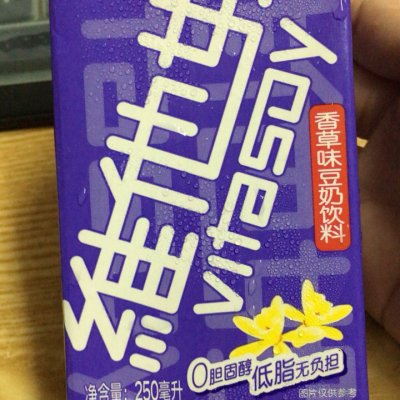 維他奶
vitasoy
香草味豆奶饮料
0胆固醇
低脂无负担
净含量：250毫升
图片仅供参考